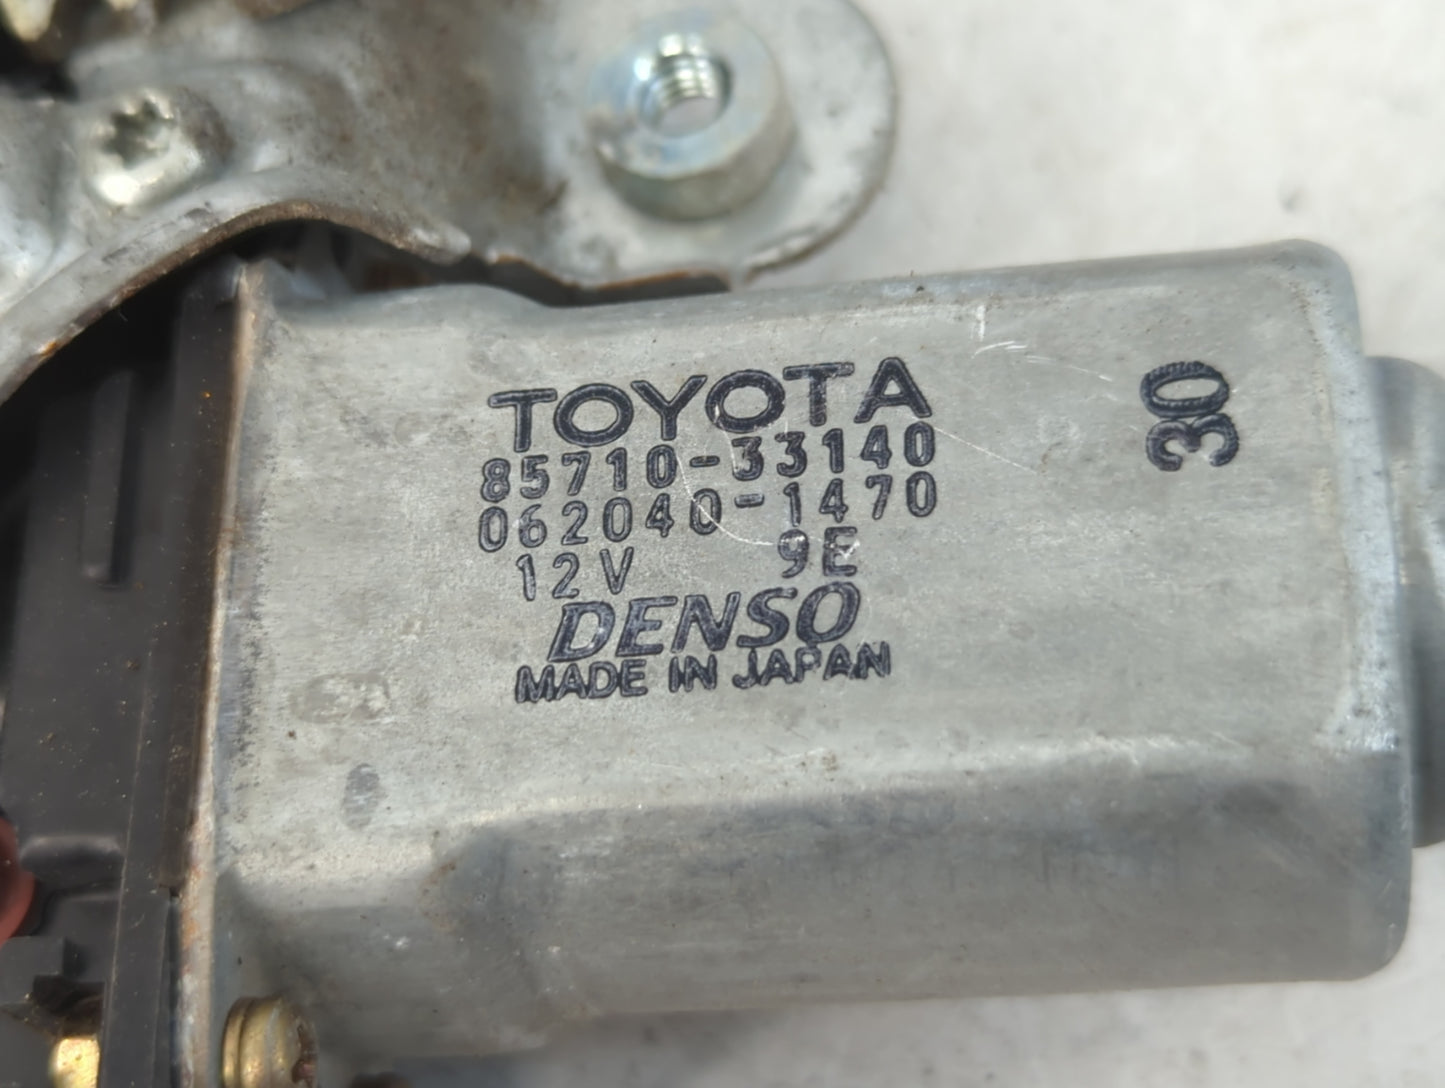 TOYOTA
85710-33140
062040-1470
12V 9E
DENSO
MADE IN JAPAN
30